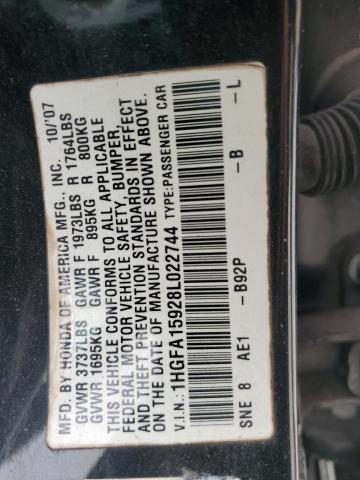 MFD. BY HONDA OF AMERICA MFG., INC. 10/'07
GVWR 3737LBS GAWR F 1973LBS R 1764LBS
GVWR 1695KG GAWR F 895KG R 800KG
THIS VEHICLE CONFORMS TO ALL APPLICABLE
FEDERAL MOTOR VEHICLE SAFETY, BUMPER,
AND THEFT PREVENTION STANDARDS IN EFFECT
ON THE DATE OF MANUFACTURE SHOWN ABOVE.
V.I.N.: 1HGFA15928L022744 TYPE:PASSENGER CAR
SNE 8 AE1 -B92P -B -L